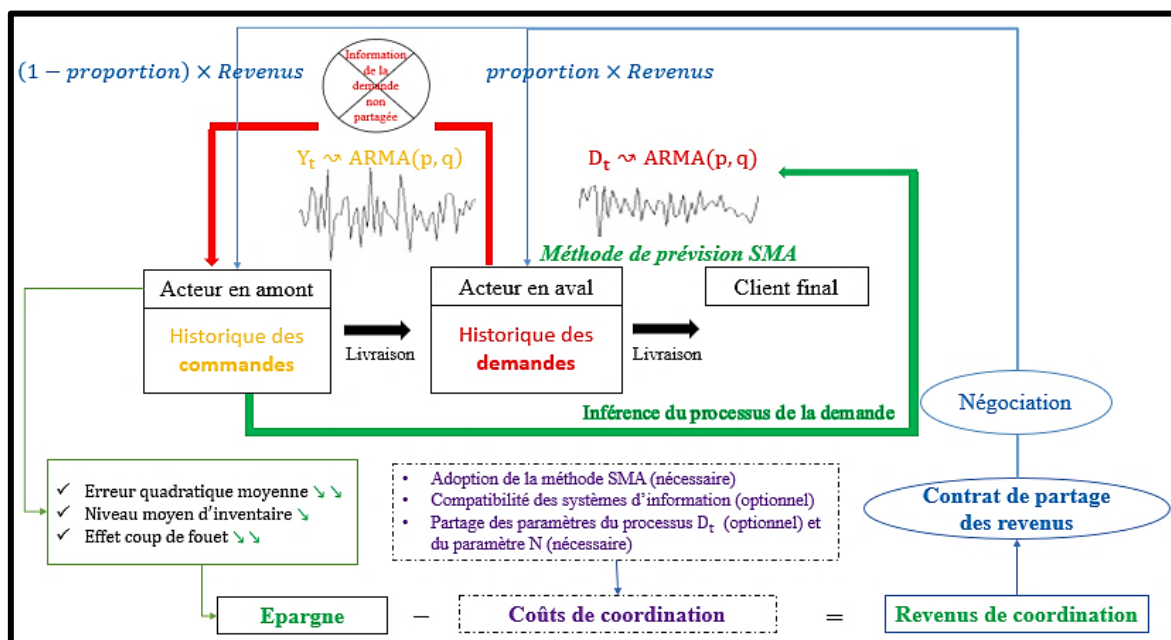 (1 − proportion) × Revenus
Information
de la
demande
non
partagée
proportion × Revenus
Y_t ⇝ ARMA(p, q)
D_t ⇝ ARMA(p, q)
Méthode de prévision SMA
Acteur en amont
Historique des
commandes
Livraison
Acteur en aval
Historique des
demandes
Livraison
Client final
Inférence du processus de la demande
Négociation
✓ Erreur quadratique moyenne ↘ ↘
✓ Niveau moyen d'inventaire ↘
✓ Effet coup de fouet ↘↘
• Adoption de la méthode SMA (nécessaire)
• Compatibilité des systèmes d'information (optionnel)
• Partage des paramètres du processus D_t (optionnel) et
du paramètre N (nécessaire)
Contrat de partage
des revenus
Epargne
−
Coûts de coordination
=
Revenus de coordination